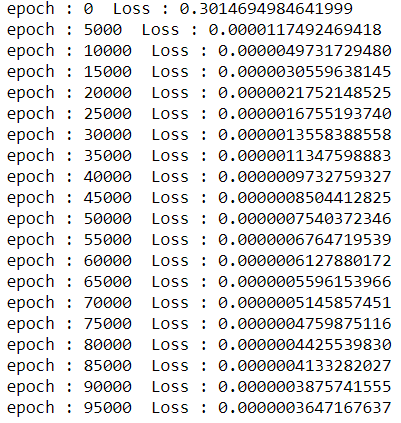 epoch : 0  Loss : 0.3014694984641999
epoch : 5000  Loss : 0.0000117492469418
epoch : 10000  Loss : 0.0000049731729480
epoch : 15000  Loss : 0.0000030559638145
epoch : 20000  Loss : 0.0000021752148525
epoch : 25000  Loss : 0.0000016755193740
epoch : 30000  Loss : 0.0000013558388558
epoch : 35000  Loss : 0.0000011347598883
epoch : 40000  Loss : 0.0000009732759327
epoch : 45000  Loss : 0.0000008504412825
epoch : 50000  Loss : 0.0000007540372346
epoch : 55000  Loss : 0.0000006764719539
epoch : 60000  Loss : 0.0000006127880172
epoch : 65000  Loss : 0.0000005596153966
epoch : 70000  Loss : 0.0000005145857451
epoch : 75000  Loss : 0.0000004759875116
epoch : 80000  Loss : 0.0000004425539830
epoch : 85000  Loss : 0.0000004133282027
epoch : 90000  Loss : 0.0000003875741555
epoch : 95000  Loss : 0.0000003647167637